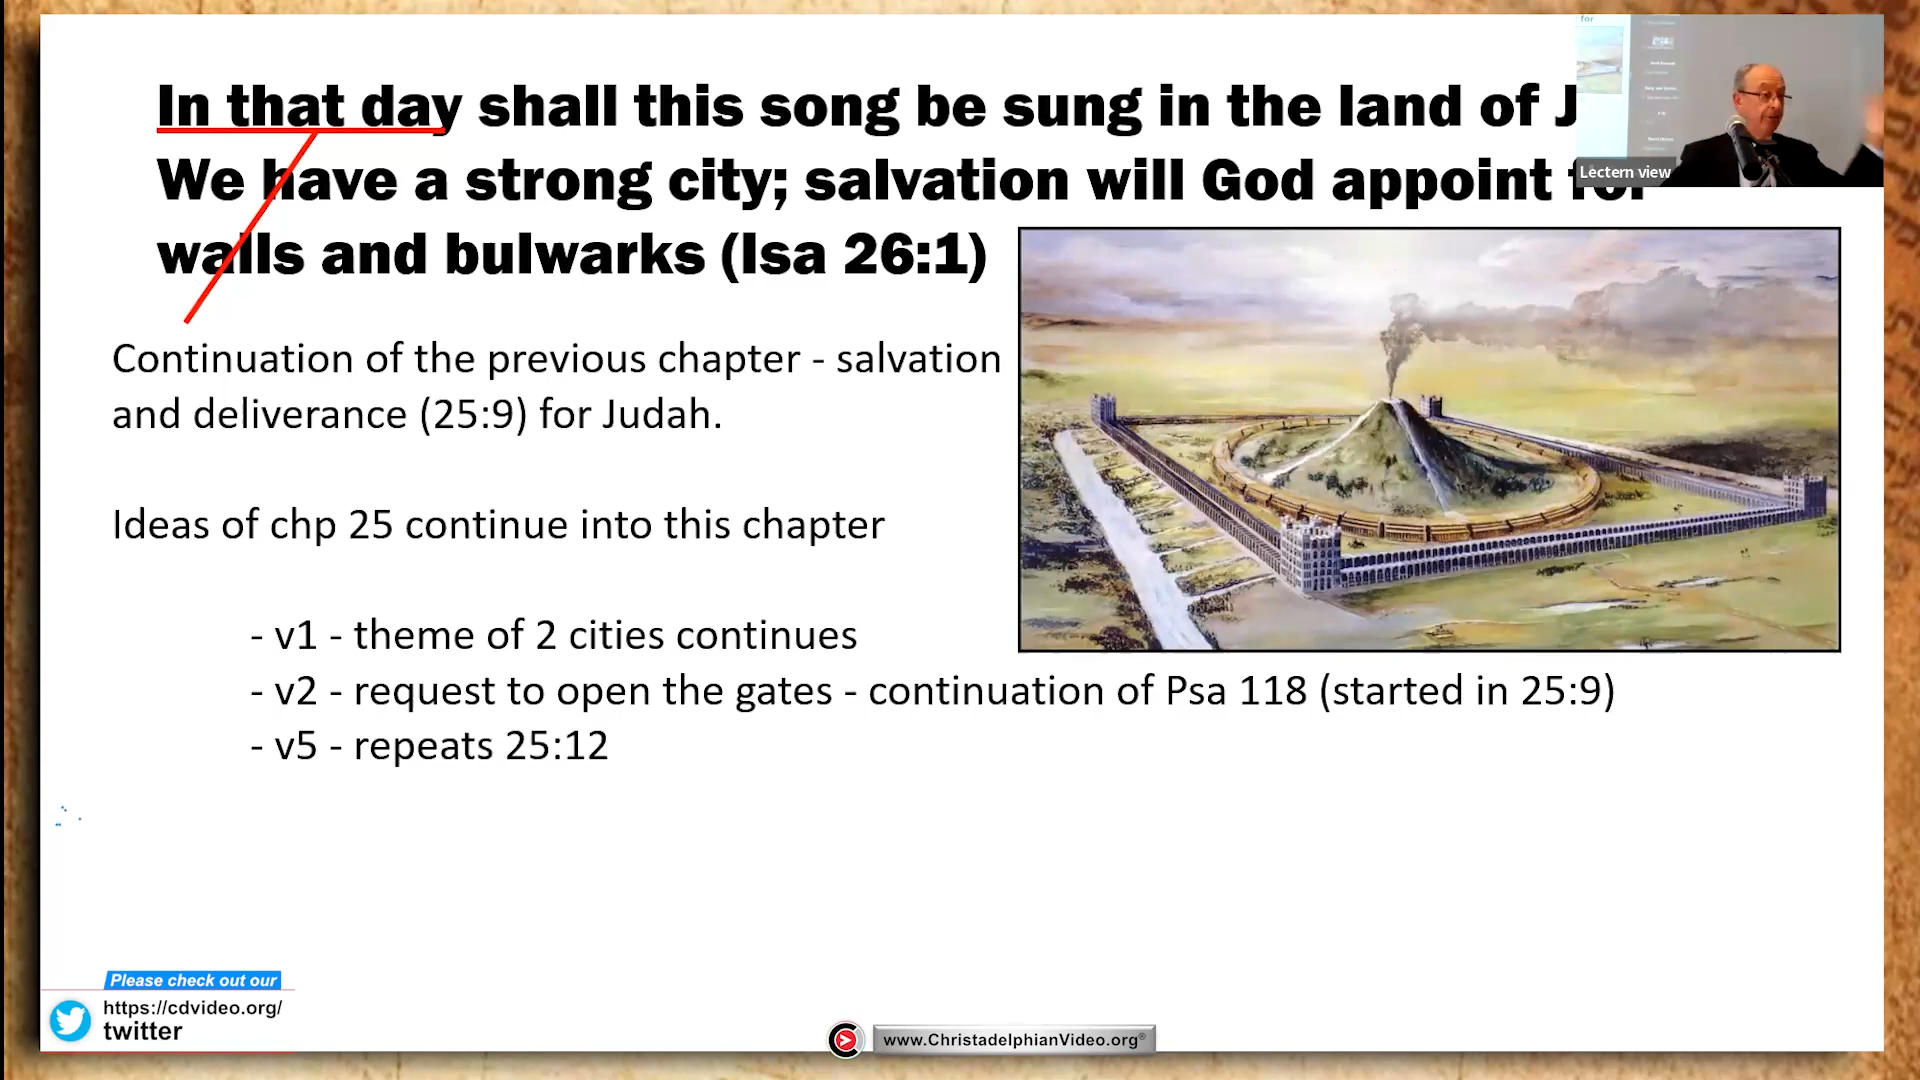 In that day shall this song be sung in the land of J
We have a strong city; salvation will God appoint for
walls and bulwarks (Isa 26:1)
Lectern view
Continuation of the previous chapter - salvation
and deliverance (25:9) for Judah.
Ideas of chp 25 continue into this chapter
- v1 - theme of 2 cities continues
- v2 - request to open the gates - continuation of Psa 118 (started in 25:9)
- v5 - repeats 25:12
Please check out our
https://cdvideo.org/
twitter
www.ChristadelphianVideo.org®